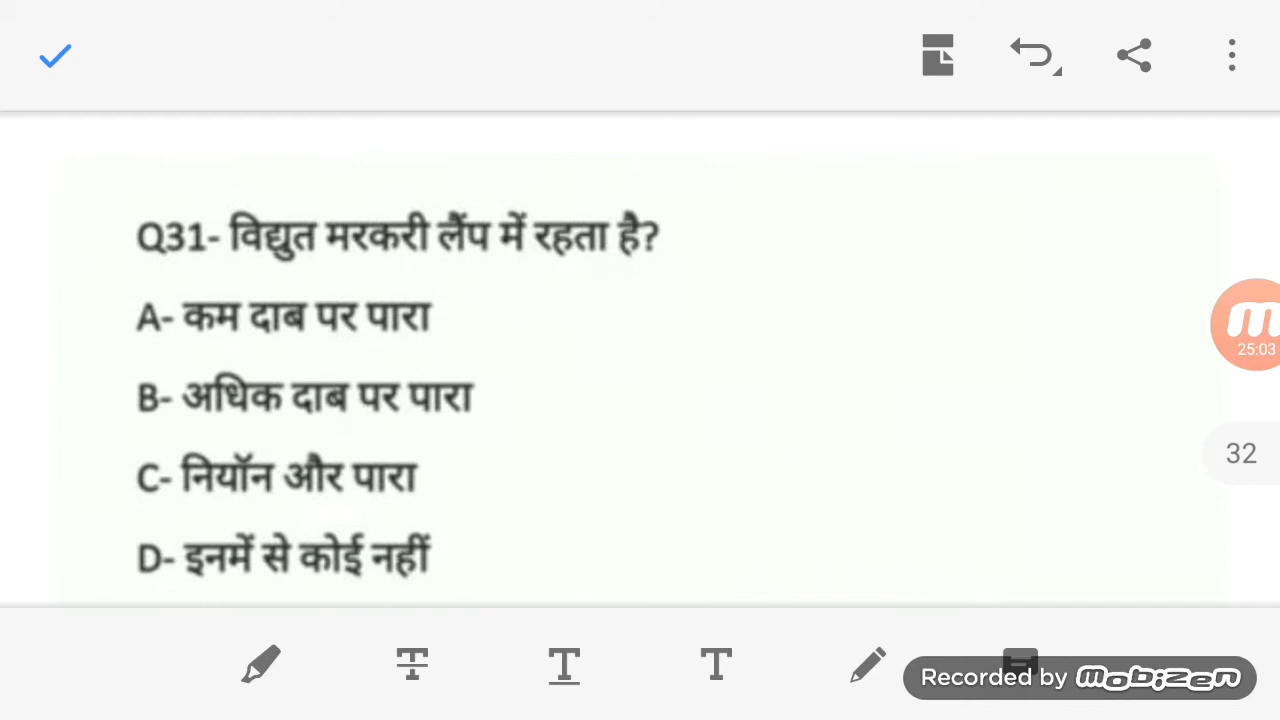 Q31- विद्युत मरकरी लैंप में रहता है?
A- कम दाब पर पारा
25:03
B- अधिक दाब पर पारा
32
C- नियॉन और पारा
D- इनमें से कोई नहीं
T T T
Recorded by mobizen